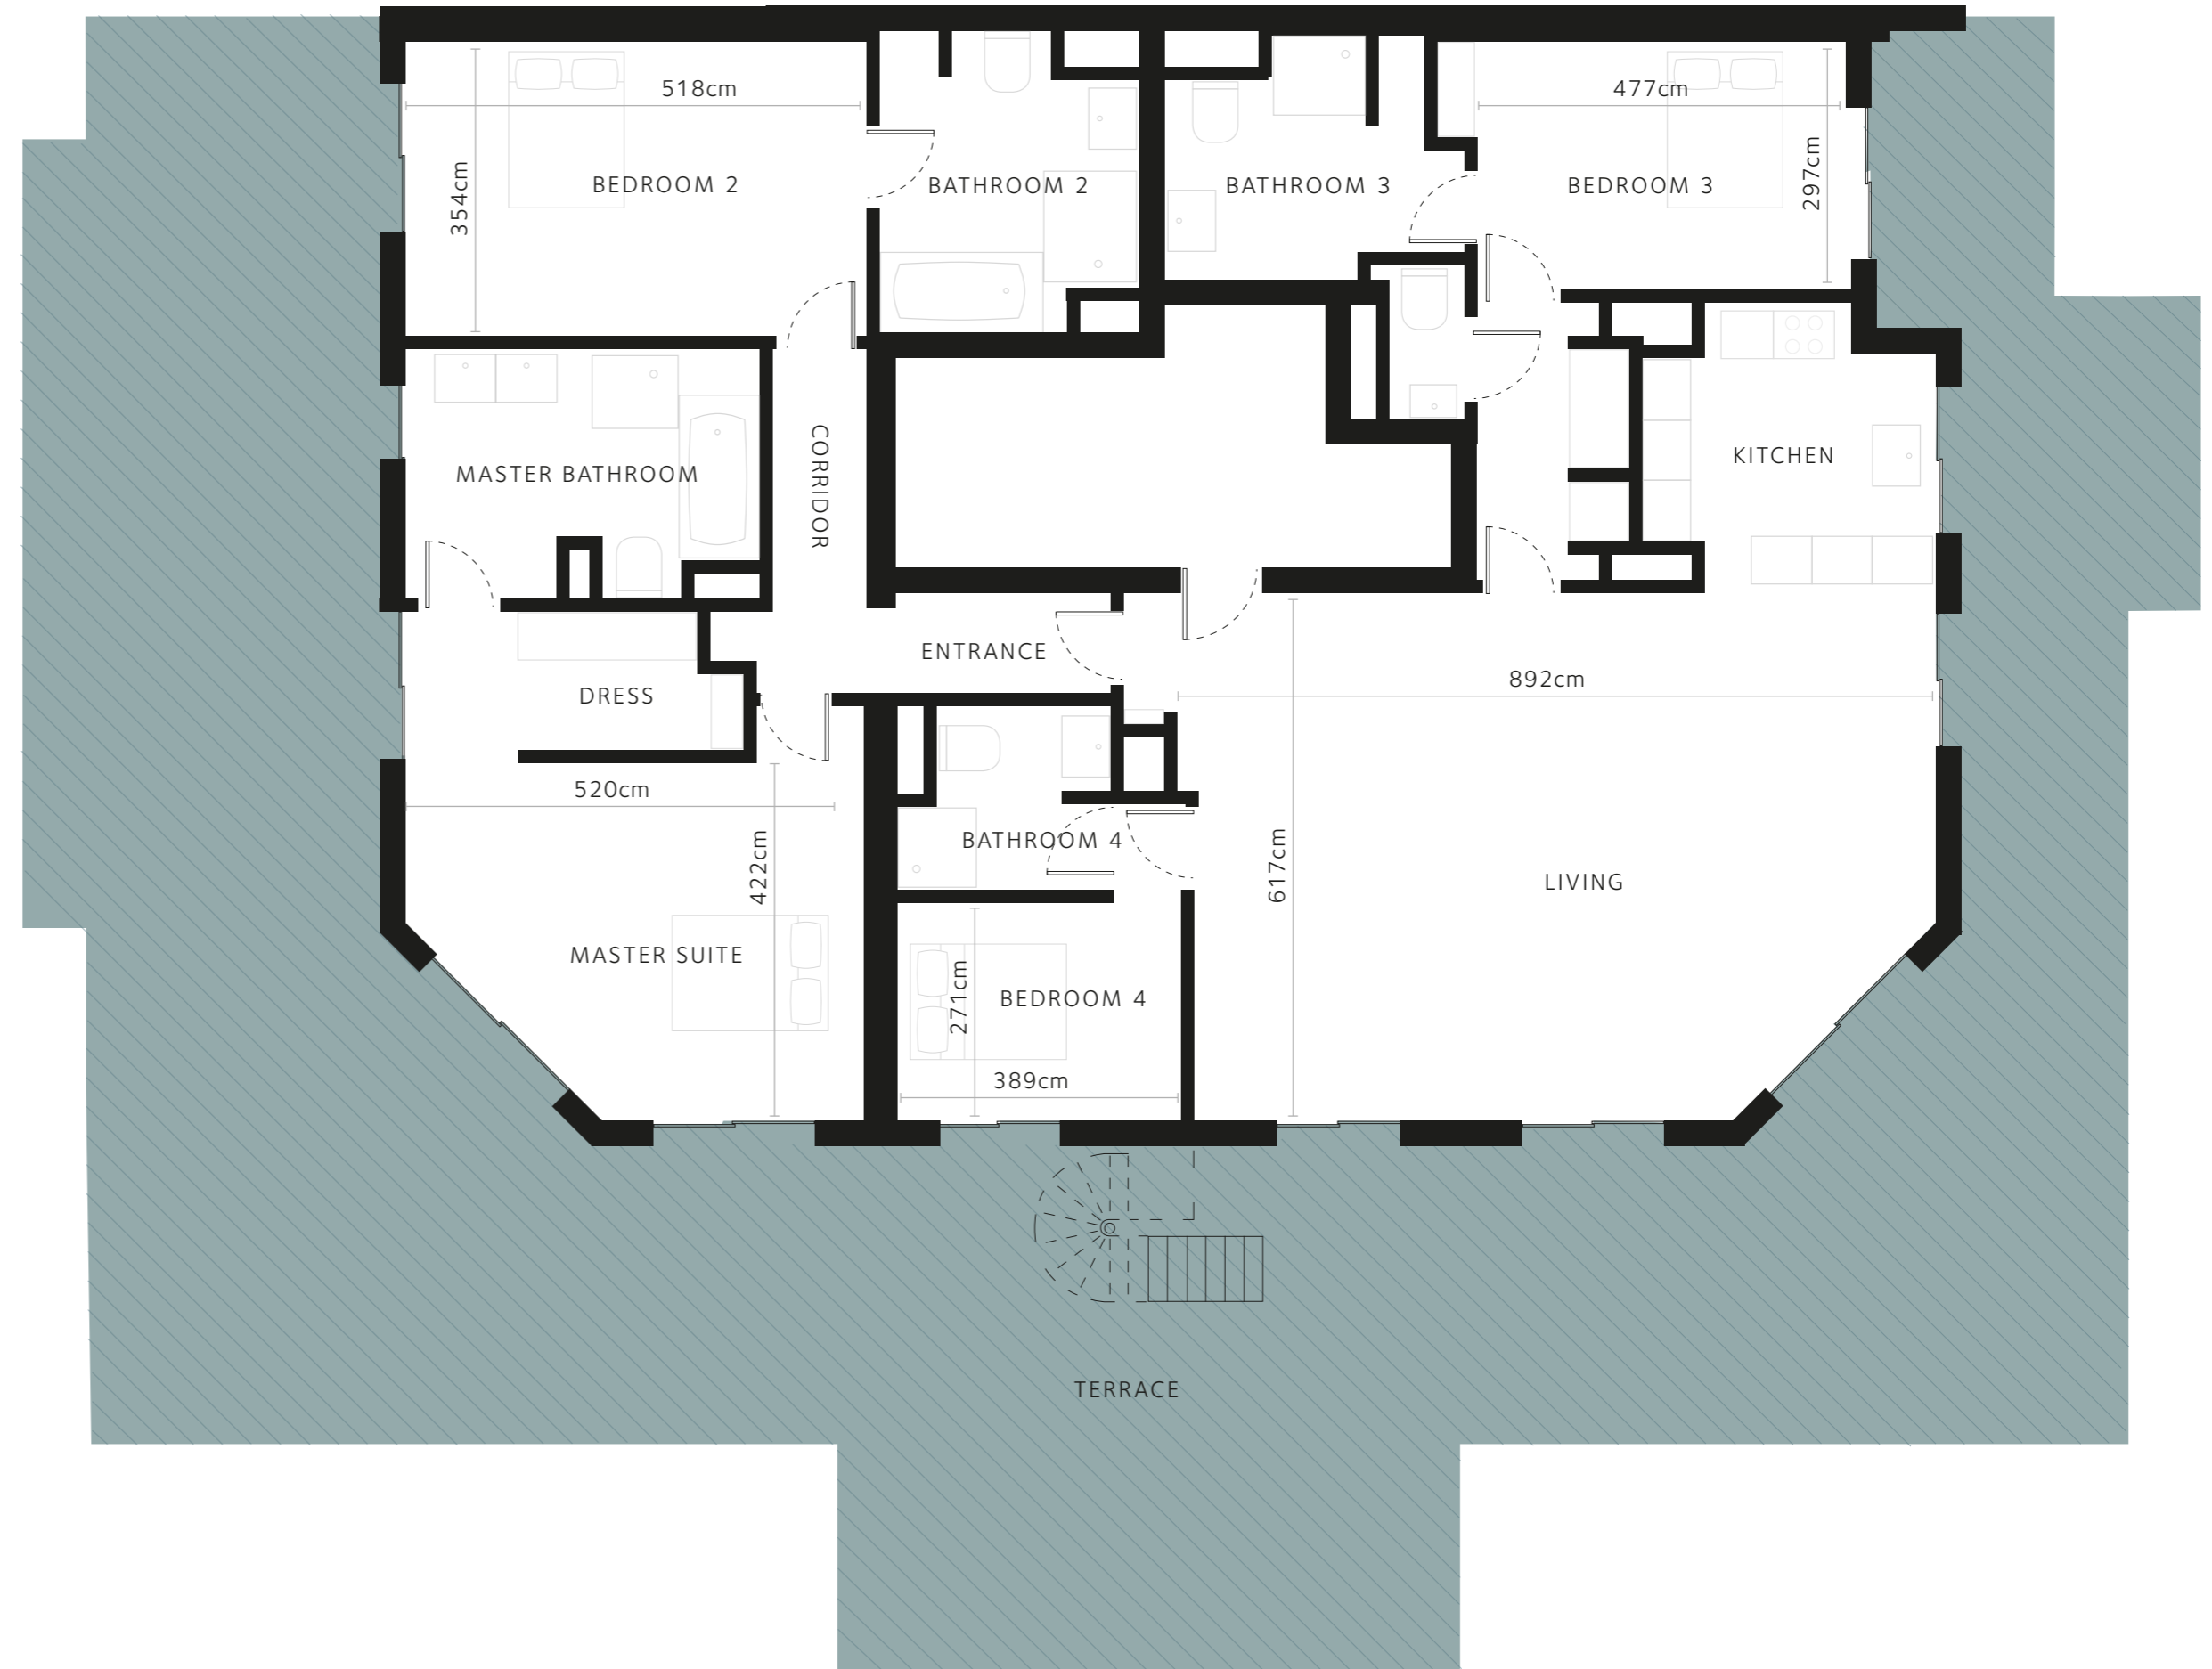 518cm
477cm
354cm
BEDROOM 2
BATHROOM 2
BATHROOM 3
BEDROOM 3
297cm
MASTER BATHROOM
CORRIDOR
KITCHEN
ENTRANCE
892cm
DRESS
520cm
422cm
BATHROOM 4
617cm
LIVING
MASTER SUITE
271cm
BEDROOM 4
389cm
TERRACE